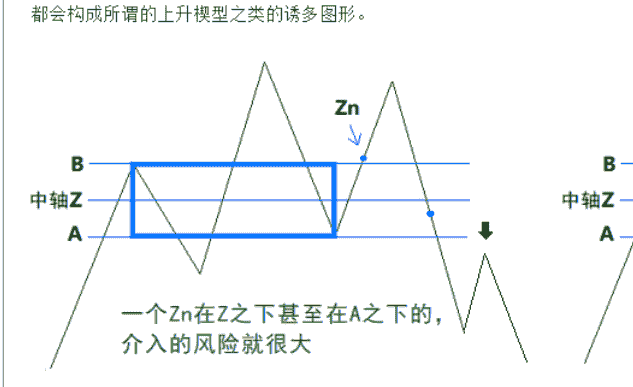 都会构成所谓的上升楔型之类的诱多图形。
Zn
B
B
中轴Z
中轴Z
A
A
一个Zn在Z之下甚至在A之下的，
介入的风险就很大